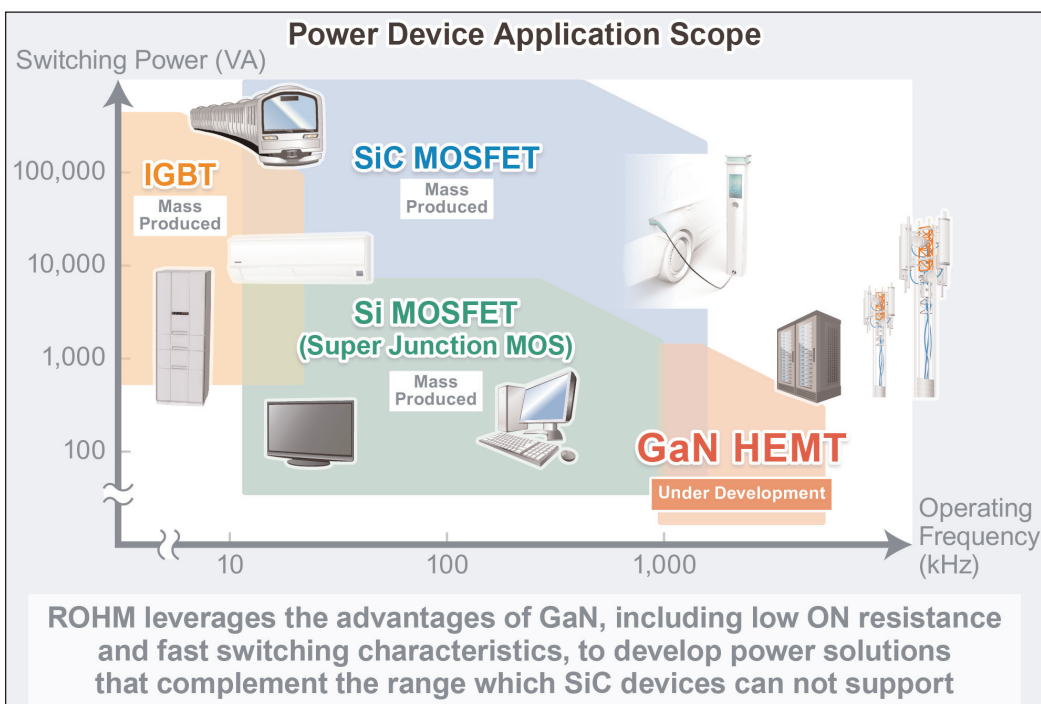 Power Device Application Scope
Switching Power (VA)
100,000
10,000
1,000
100
IGBT
Mass
Produced
SiC MOSFET
Mass
Produced
Si MOSFET
(Super Junction MOS)
Mass
Produced
GaN HEMT
Under Development
10
100
1,000
Operating
Frequency
(kHz)
ROHM leverages the advantages of GaN, including low ON resistance
and fast switching characteristics, to develop power solutions
that complement the range which SiC devices can not support